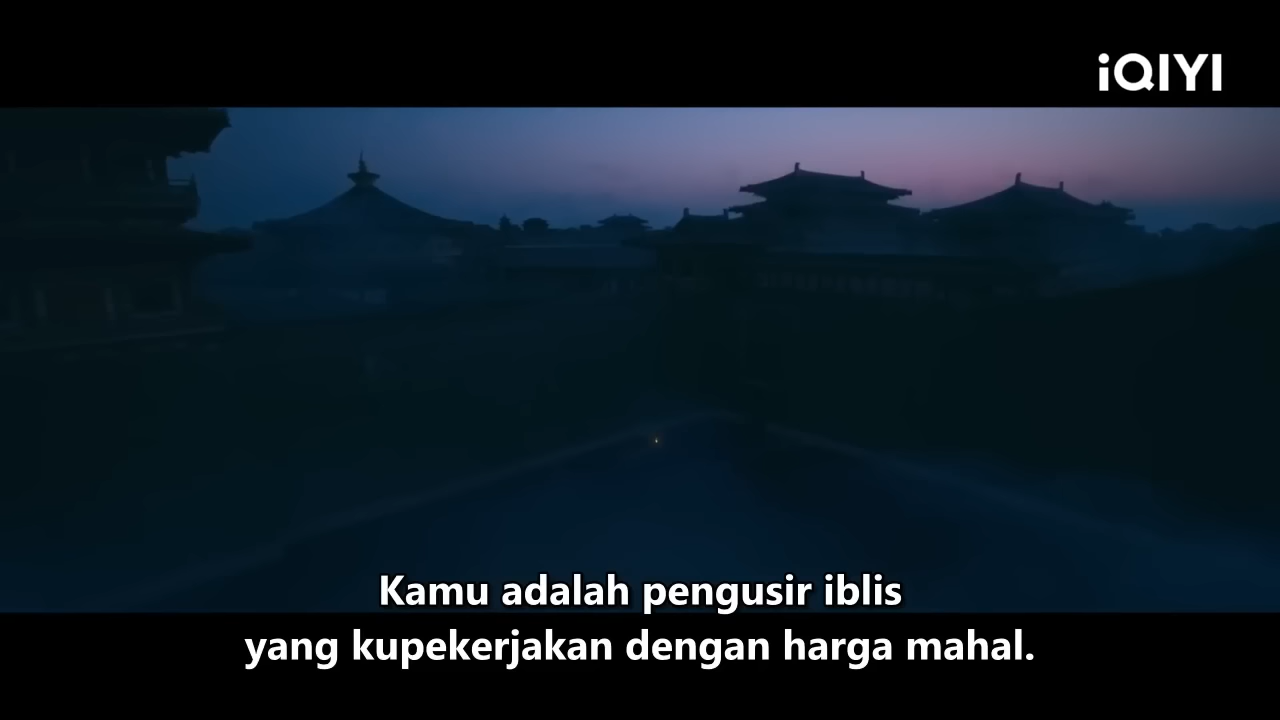 iQIYI
Kamu adalah pengusir iblis
yang kupekerjakan dengan harga mahal.